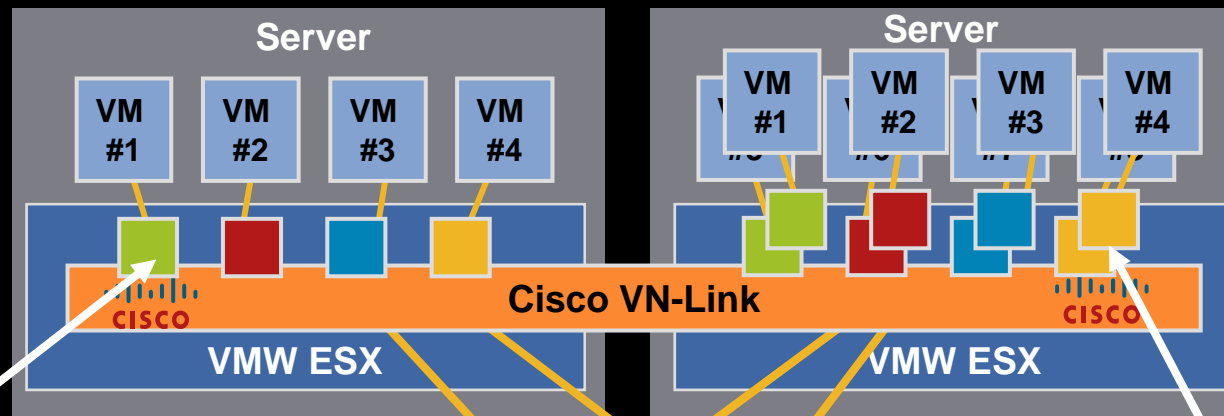 Server
VM
#1
VM
#2
VM
#3
VM
#4
CISCO
VMW ESX
Cisco VN-Link
Server
VM
#1
VM
#2
VM
#3
VM
#4
CISCO
VMW ESX